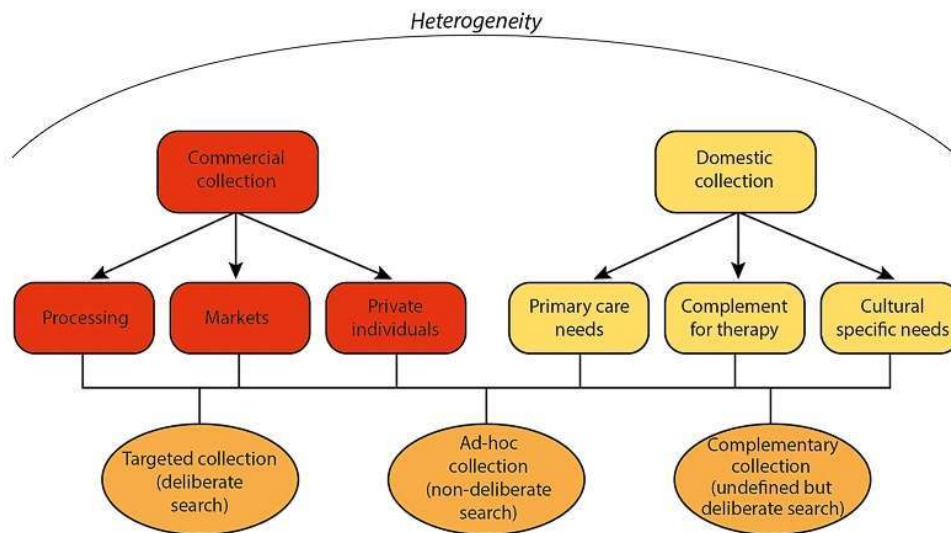 Heterogeneity
Commercial
collection
Domestic
collection
Processing
Markets
Private
individuals
Primary care
needs
Complement
for therapy
Cultural
specific needs
Targeted collection
(deliberate
search)
Ad-hoc
collection
(non-deliberate
search)
Complementary
collection
(undefined but
deliberate search)